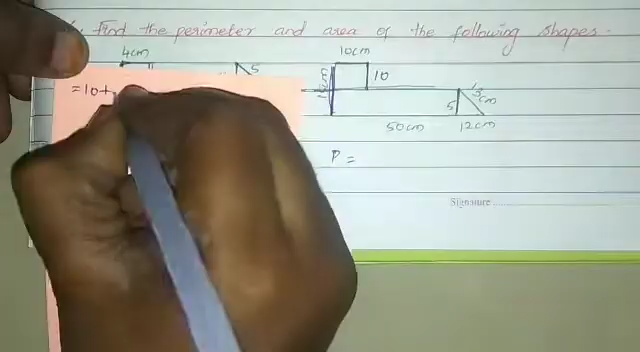 Find the perimeter and area of the following shapes.
4cm
5
10cm
10
13cm
5
50cm 12cm
=10+
P =
Signature